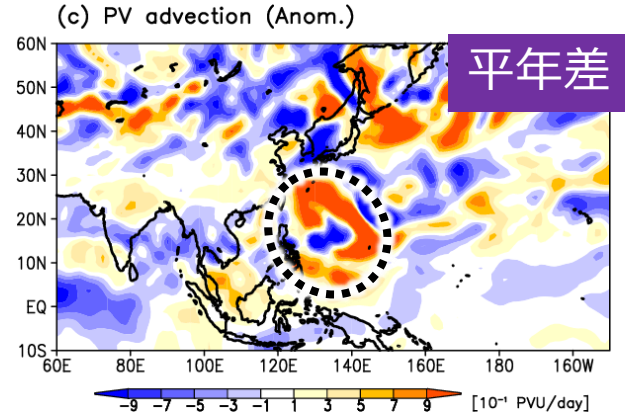 (c) PV advection (Anom.)
平年差
60N
50N
40N
30N
20N
10N
EQ
10S
60E 80E 100E 120E 140E 160E 180 160W
-9 -7 -5 -3 -1 1 3 5 7 9 [10⁻¹ PVU/day]